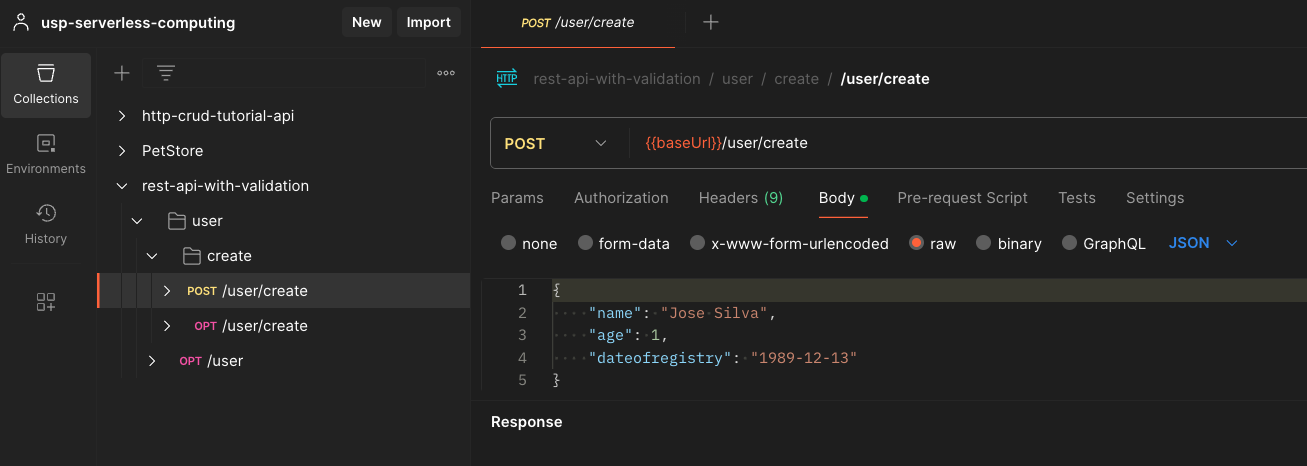 usp-serverless-computing
New
Import
Collections
Environments
History
http-crud-tutorial-api
PetStore
rest-api-with-validation
user
create
POST /user/create
OPT /user/create
OPT /user
POST /user/create
HTTP rest-api-with-validation / user / create / /user/create
POST {{baseUrl}}/user/create
Params Authorization Headers (9) Body Pre-request Script Tests Settings
none form-data x-www-form-urlencoded raw binary GraphQL JSON
1 {
2 "name": "Jose Silva",
3 "age": 1,
4 "dateofregistry": "1989-12-13"
5 }
Response